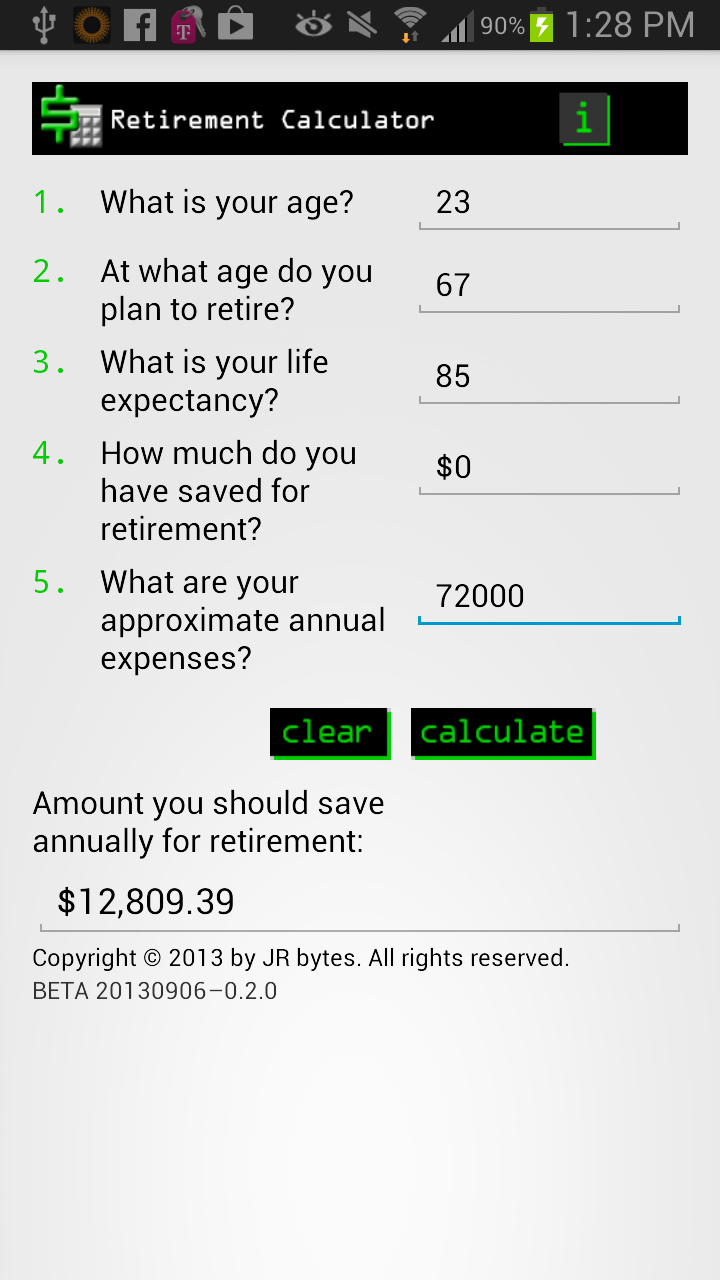 90% 1:28 PM
Retirement Calculator i
1. What is your age? 23
2. At what age do you
plan to retire? 67
3. What is your life
expectancy? 85
4. How much do you
have saved for
retirement? $0
5. What are your
approximate annual
expenses? 72000
clear calculate
Amount you should save
annually for retirement:
$12,809.39
Copyright © 2013 by JR bytes. All rights reserved.
BETA 20130906–0.2.0